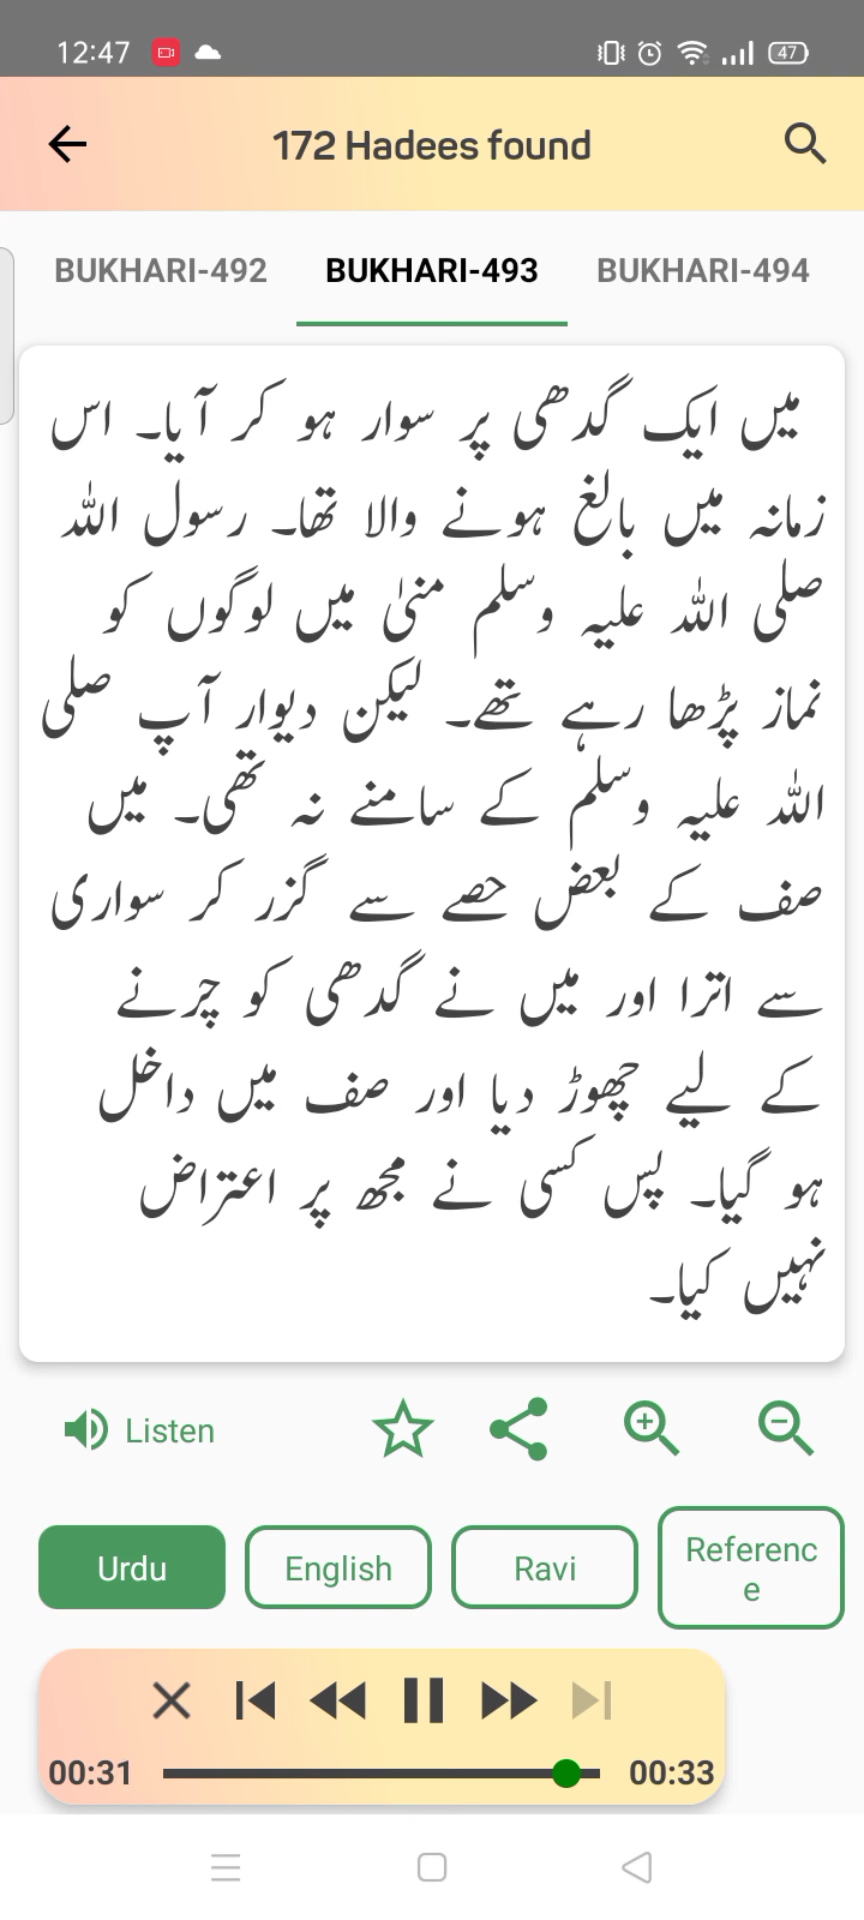 12:47
47
172 Hadees found
BUKHARI-492 BUKHARI-493 BUKHARI-494
میں ایک گدھی پر سوار ہو کر آیا۔ اس
زمانہ میں بالغ ہونے والا تھا۔ رسول اللہ
صلی اللہ علیہ وسلم منیٰ میں لوگوں کو
نماز پڑھا رہے تھے۔ لیکن دیوار آپ صلی
اللہ علیہ وسلم کے سامنے نہ تھی۔ میں
صف کے بعض حصے سے گزر کر سواری
سے اترا اور میں نے گدھی کو چرنے
کے لیے چھوڑ دیا اور صف میں داخل
ہو گیا۔ پس کسی نے مجھ پر اعتراض
نہیں کیا۔
Listen
Urdu English Ravi Referenc
e
00:31 00:33